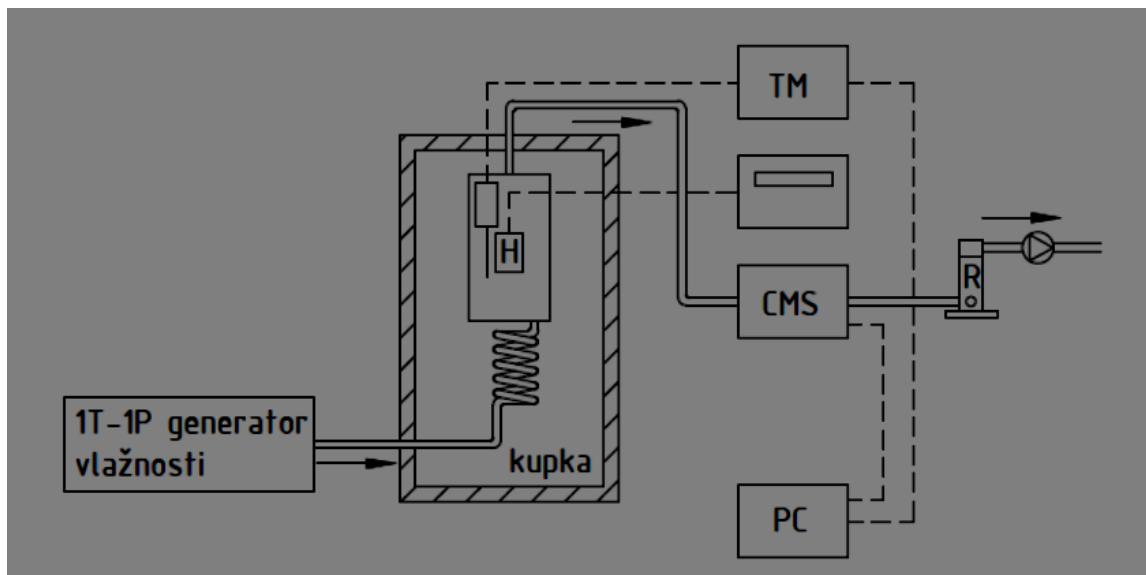 TM
H
R
CMS
1T-1P generator
vlažnosti
kupka
PC